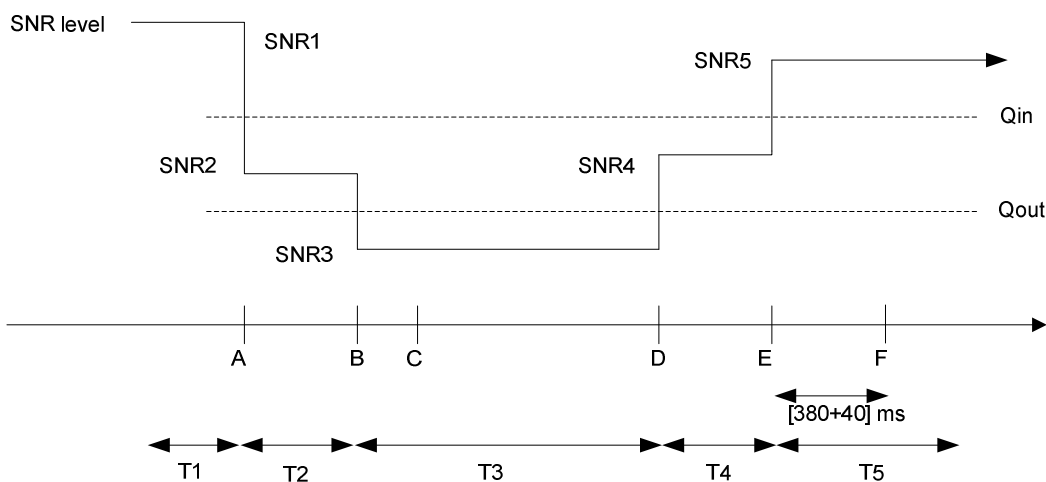 SNR level
SNR1
SNR5
Qin
SNR2
SNR4
Qout
SNR3
A B C D E F
[380+40] ms
T1 T2 T3 T4 T5